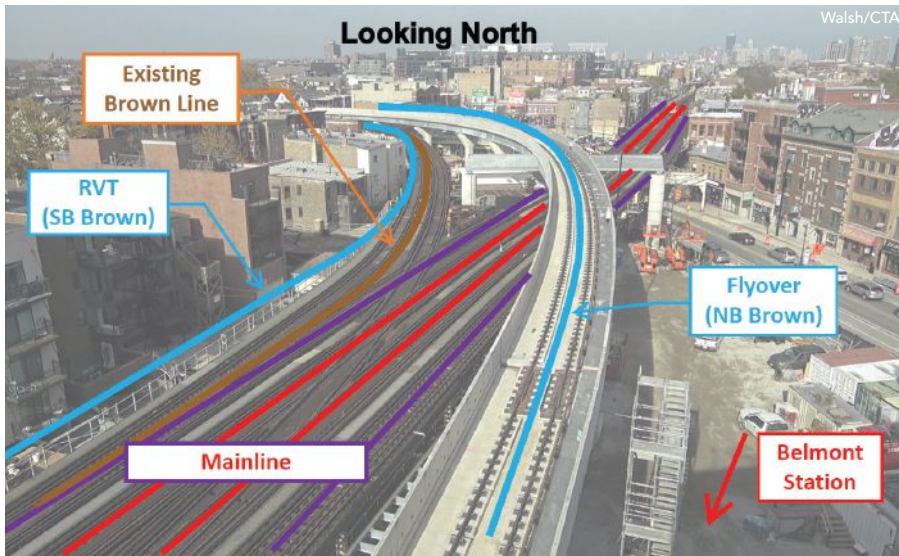 Walsh/CTA
Looking North
Existing
Brown Line
RVT
(SB Brown)
Flyover
(NB Brown)
Mainline
Belmont
Station